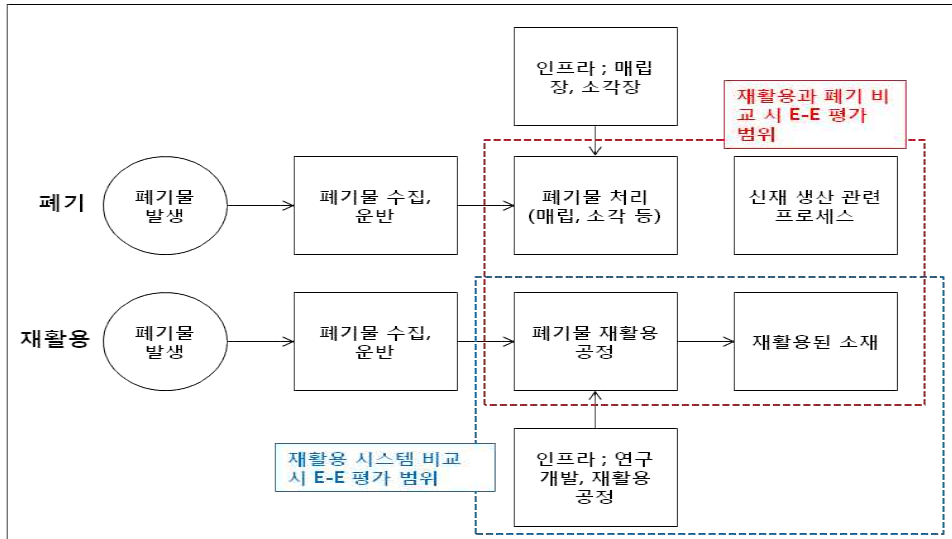 인프라 ; 매립
장, 소각장
재활용과 폐기 비
교 시 E-E 평가
범위
폐기
폐기물
발생
폐기물 수집,
운반
폐기물 처리
(매립, 소각 등)
신재 생산 관련
프로세스
재활용
폐기물
발생
폐기물 수집,
운반
폐기물 재활용
공정
재활용된 소재
재활용 시스템 비교
시 E-E 평가 범위
인프라 ; 연구
개발, 재활용
공정